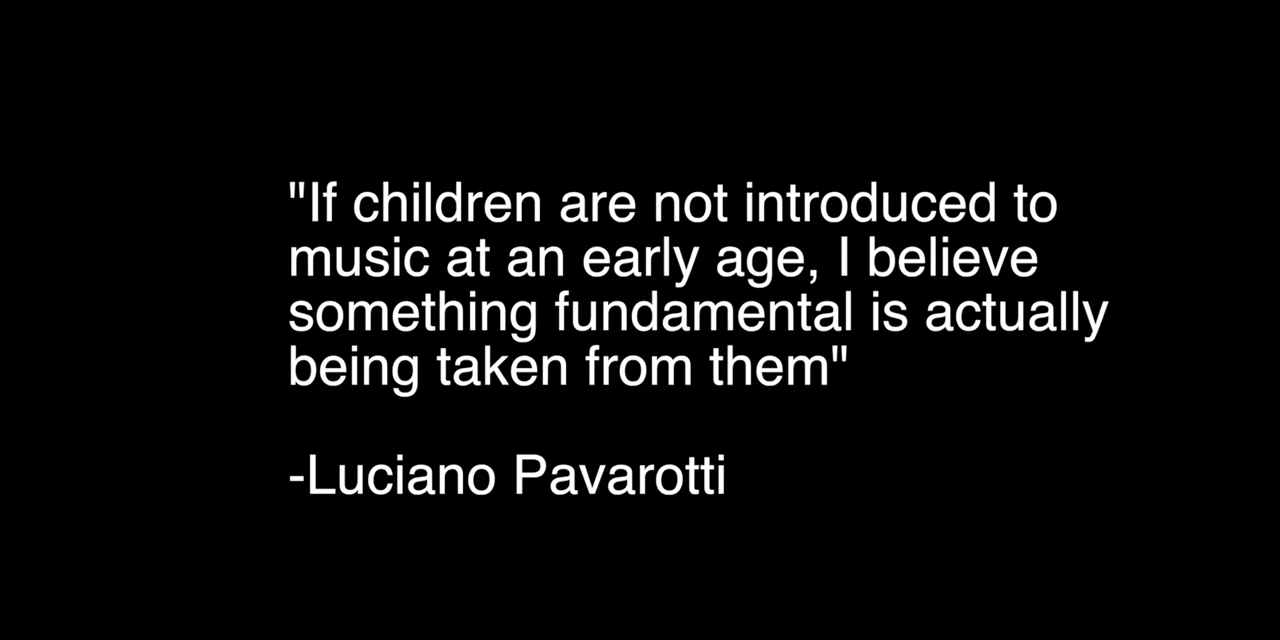 "If children are not introduced to
music at an early age, I believe
something fundamental is actually
being taken from them"
-Luciano Pavarotti